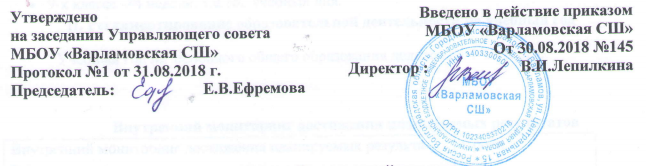 Утверждено
на заседании Управляющего совета
МБОУ «Варламовская СШ»
Протокол №1 от 31.08.2018 г.
Председатель: Е.В.Ефремова
Введено в действие приказом
МБОУ «Варламовская СШ»
От 30.08.2018 №145
Директор : В.И.Лепилкина
МБОУ
«Варламовская
СШ»